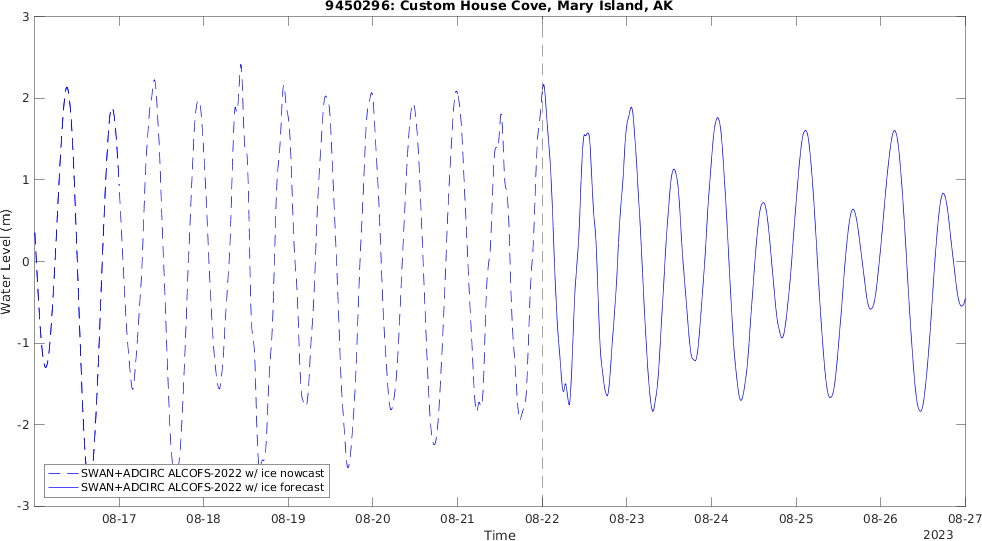 9450296: Custom House Cove, Mary Island, AK
3
2
1
0
-1
-2
-3
Water Level (m)
SWAN+ADCIRC ALCOFS-2022 w/ ice nowcast
SWAN+ADCIRC ALCOFS-2022 w/ ice forecast
08-17 08-18 08-19 08-20 08-21 08-22 08-23 08-24 08-25 08-26 08-27
Time
2023